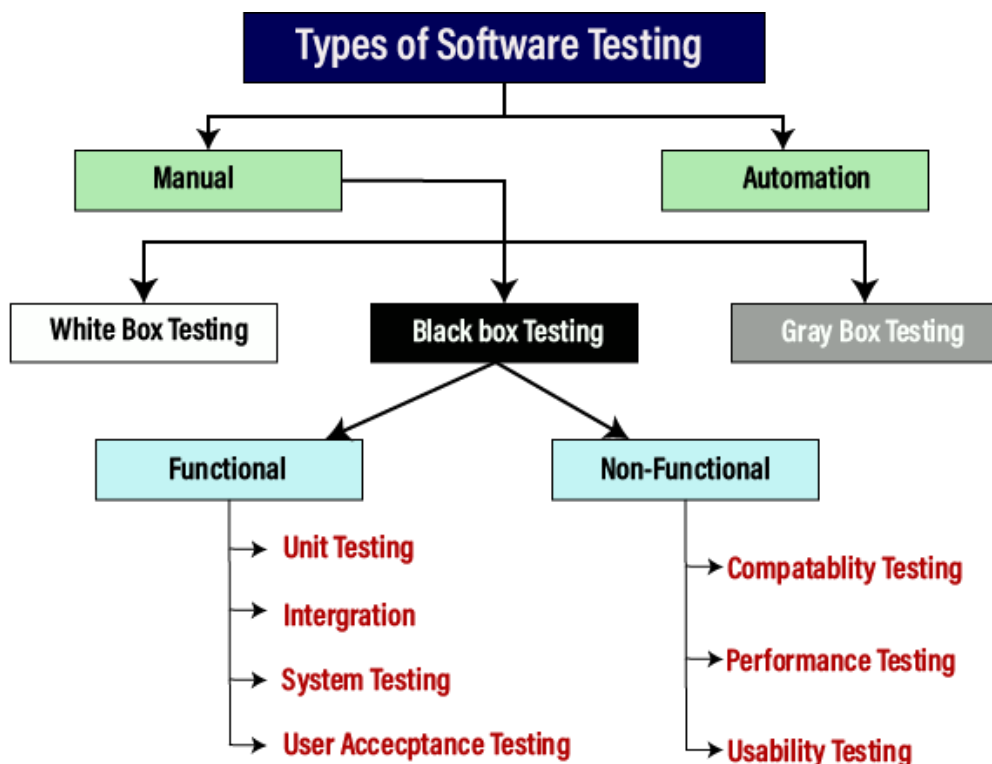 Types of Software Testing
Manual
Automation
White Box Testing
Black box Testing
Gray Box Testing
Functional
Non-Functional
Unit Testing
Intergration
System Testing
User Accecptance Testing
Compatablity Testing
Performance Testing
Usability Testing